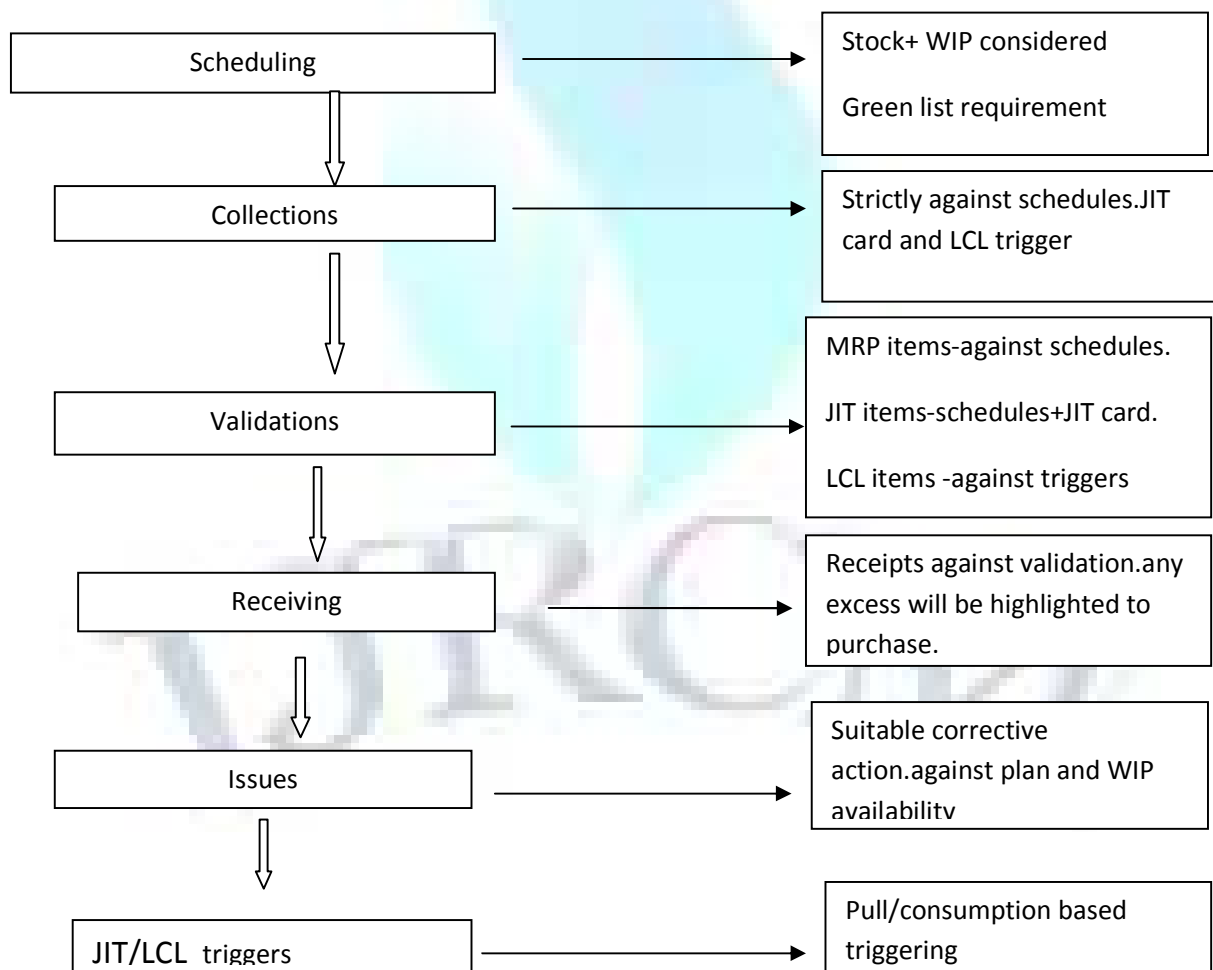 Scheduling
Stock+ WIP considered
Green list requirement
Collections
Strictly against schedules.JIT
card and LCL trigger
Validations
MRP items-against schedules.
JIT items-schedules+JIT card.
LCL items -against triggers
Receiving
Receipts against validation.any
excess will be highlighted to
purchase.
Issues
Suitable corrective
action.against plan and WIP
availability
JIT/LCL triggers
Pull/consumption based
triggering